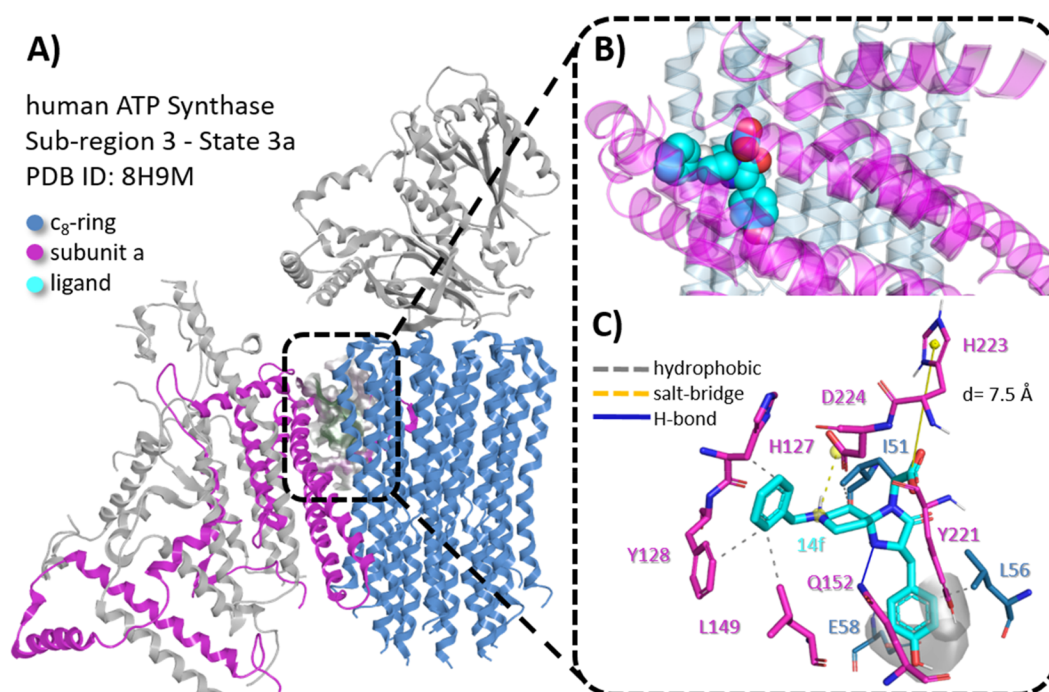 A)
human ATP Synthase
Sub-region 3 - State 3a
PDB ID: 8H9M
c₈-ring
subunit a
ligand
B)
C)
hydrophobic
salt-bridge
H-bond
H223
d= 7.5 Å
D224
I51
H127
14f
Y221
Y128
Q152
L56
L149
E58